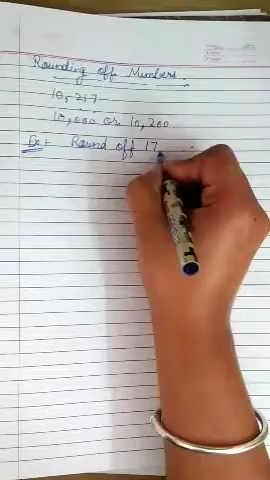 Rounding off Numbers.
10,217
10,000 or 10,200.
Ex:- Round off 17